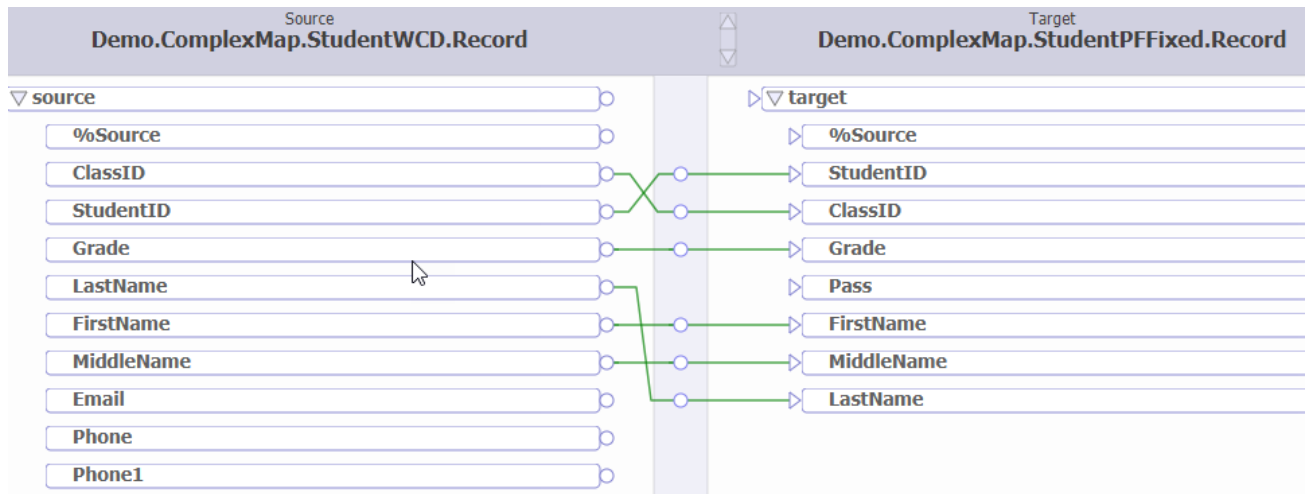 Source
Demo.ComplexMap.StudentWCD.Record
Target
Demo.ComplexMap.StudentPFFixed.Record
source
%Source
ClassID
StudentID
Grade
LastName
FirstName
MiddleName
Email
Phone
Phone1
target
%Source
StudentID
ClassID
Grade
Pass
FirstName
MiddleName
LastName